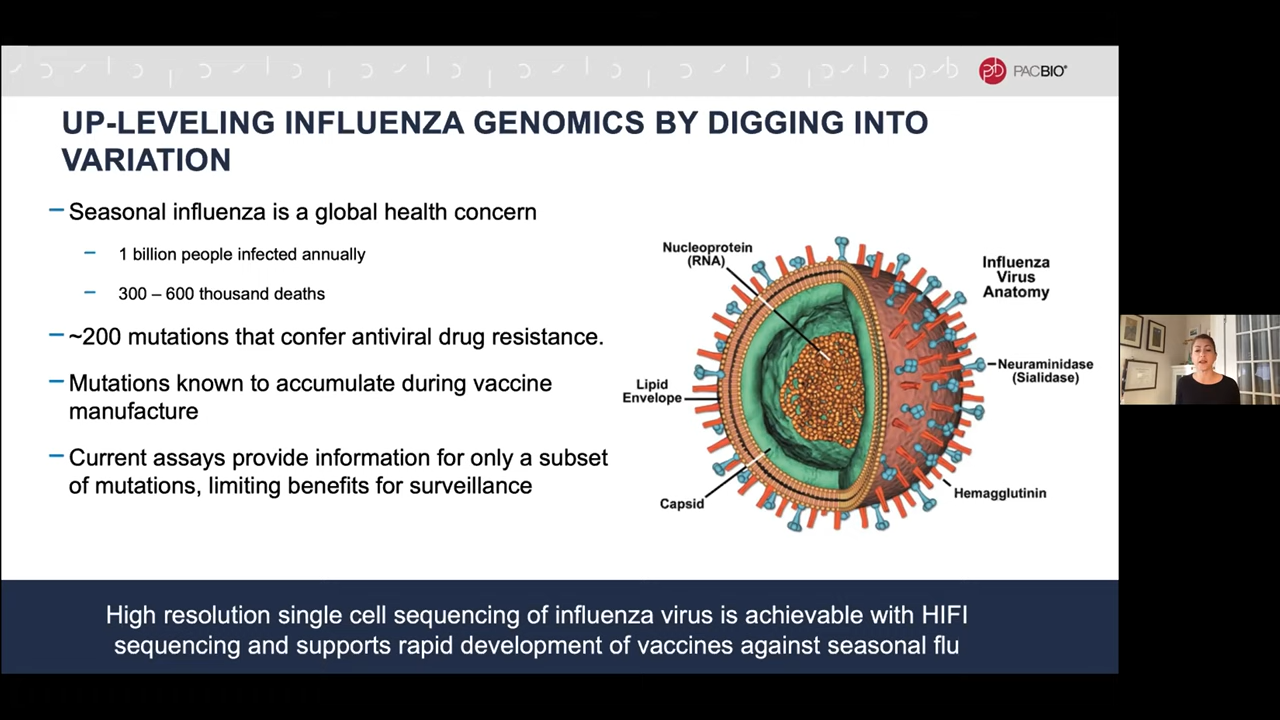 PACBIO®
UP-LEVELING INFLUENZA GENOMICS BY DIGGING INTO
VARIATION
– Seasonal influenza is a global health concern
– 1 billion people infected annually
– 300 – 600 thousand deaths
– ~200 mutations that confer antiviral drug resistance.
– Mutations known to accumulate during vaccine
manufacture
– Current assays provide information for only a subset
of mutations, limiting benefits for surveillance
Nucleoprotein
(RNA)
Influenza
Virus
Anatomy
Neuraminidase
(Sialidase)
Lipid
Envelope
Hemagglutinin
Capsid
High resolution single cell sequencing of influenza virus is achievable with HIFI
sequencing and supports rapid development of vaccines against seasonal flu